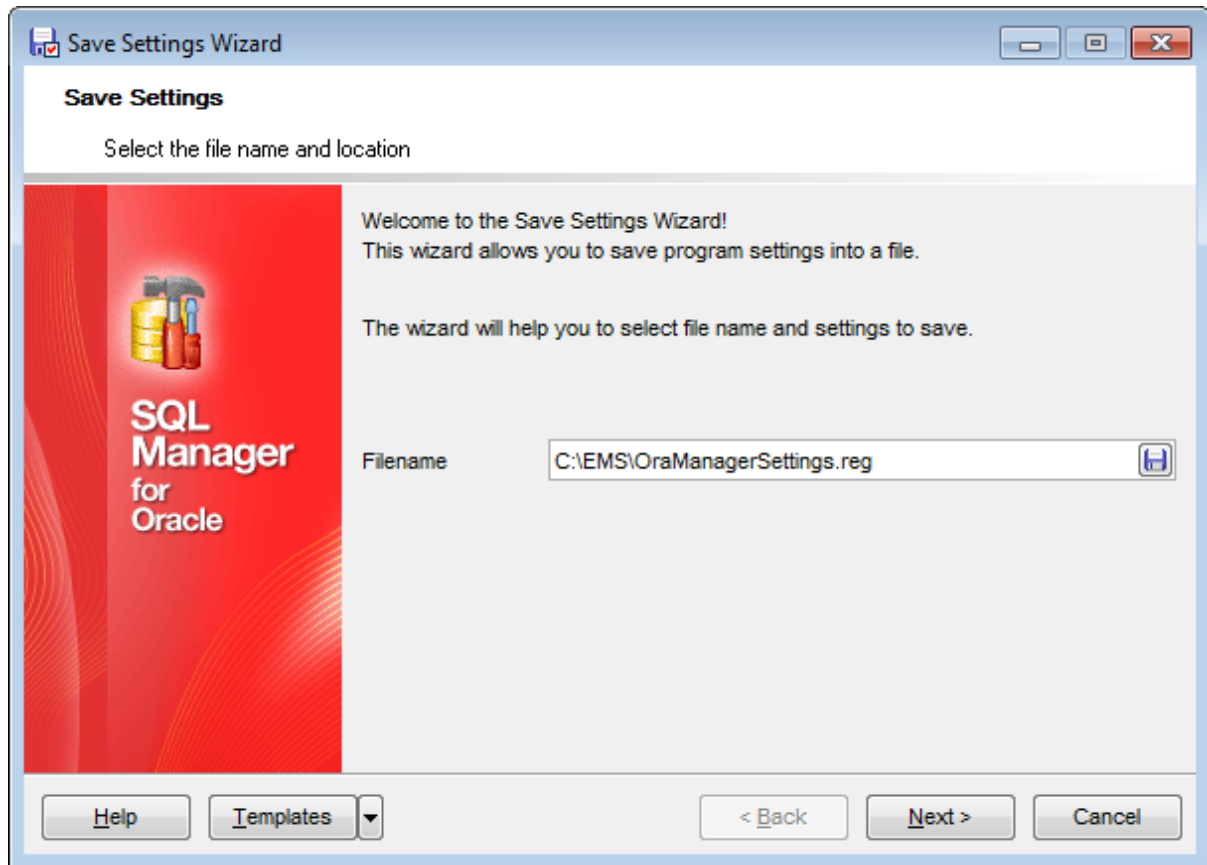 Save Settings Wizard
Save Settings
Select the file name and location
Welcome to the Save Settings Wizard!
This wizard allows you to save program settings into a file.
The wizard will help you to select file name and settings to save.
SQL
Manager
for
Oracle
Filename
C:\EMS\OraManagerSettings.reg
Help
Templates
< Back
Next >
Cancel